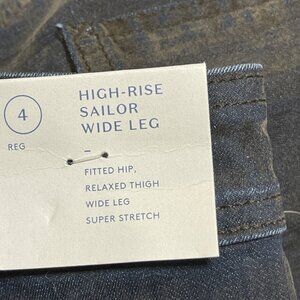 4
REG
HIGH-RISE
SAILOR
WIDE LEG
–
FITTED HIP,
RELAXED THIGH
WIDE LEG
SUPER STRETCH